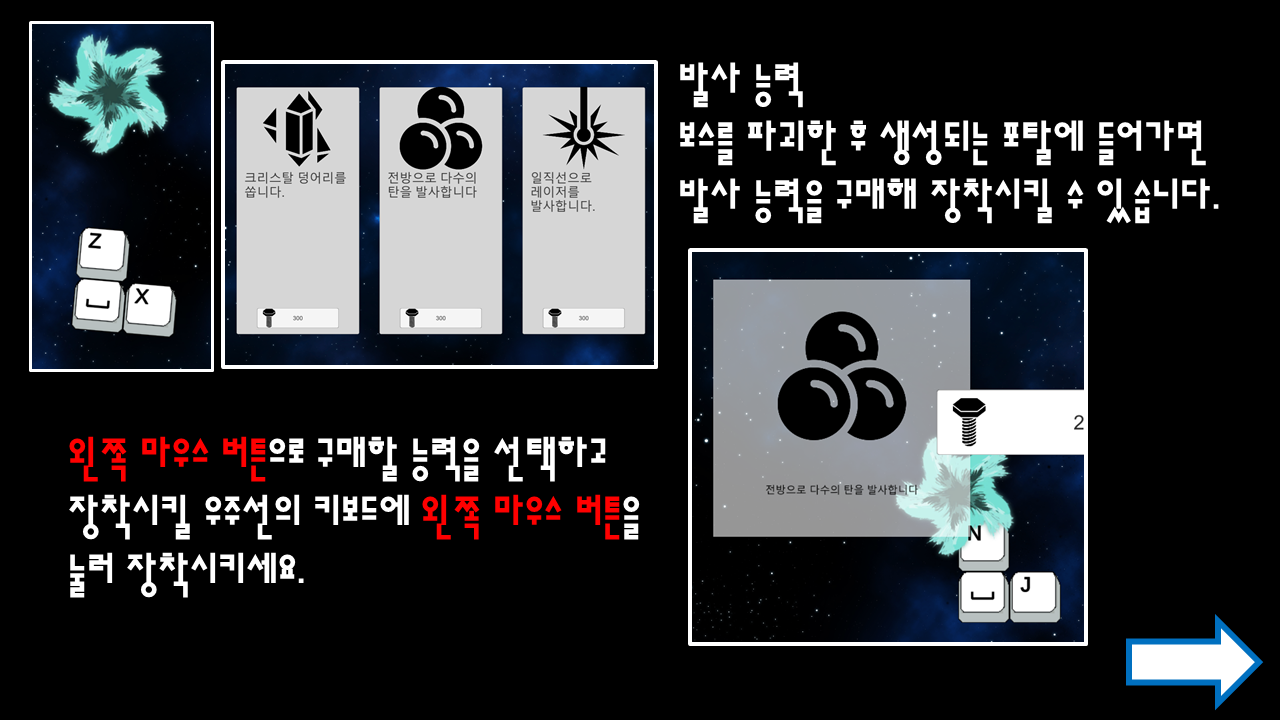 Z
X
크리스탈 덩어리를
쏩니다.
300
전방으로 다수의
탄을 발사합니다
300
일직선으로
레이저를
발사합니다.
300
발사 능력
보스를 파괴한 후 생성되는 포탈에 들어가면
발사 능력을 구매해 장착시킬 수 있습니다.
왼쪽 마우스 버튼으로 구매할 능력을 선택하고
장착시킬 우주선의 키보드에 왼쪽 마우스 버튼을
눌러 장착시키세요.
2
전방으로 다수의 탄을 발사합니다
N
J